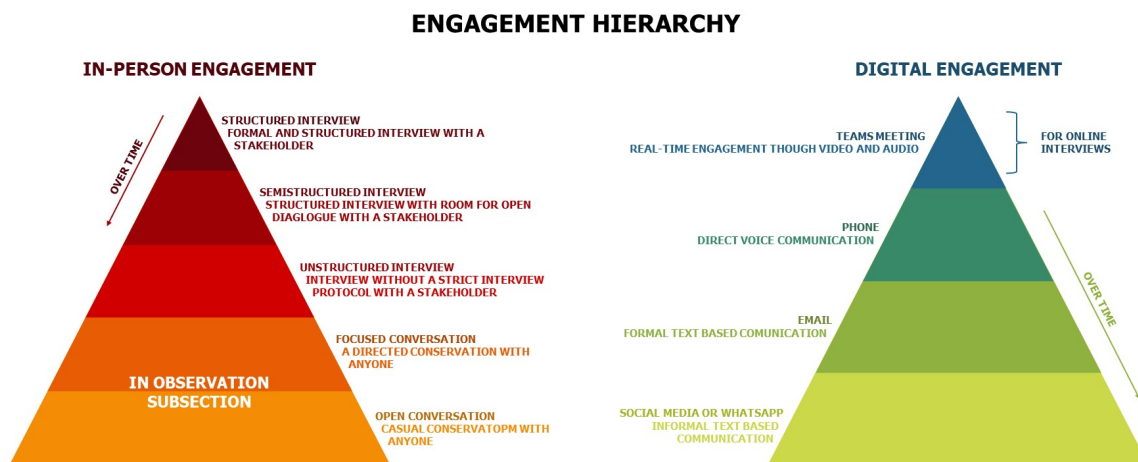 ENGAGEMENT HIERARCHY
IN-PERSON ENGAGEMENT
OVER TIME
STRUCTURED INTERVIEW
FORMAL AND STRUCTURED INTERVIEW WITH A
STAKEHOLDER
SEMISTRUCTURED INTERVIEW
STRUCTURED INTERVIEW WITH ROOM FOR OPEN
DIAGLOGUE WITH A STAKEHOLDER
UNSTRUCTURED INTERVIEW
INTERVIEW WITHOUT A STRICT INTERVIEW
PROTOCOL WITH A STAKEHOLDER
FOCUSED CONVERSATION
A DIRECTED CONSERVATION WITH
ANYONE
IN OBSERVATION
SUBSECTION
OPEN CONVERSATION
CASUAL CONSERVATOPM WITH
ANYONE
DIGITAL ENGAGEMENT
TEAMS MEETING
REAL-TIME ENGAGEMENT THOUGH VIDEO AND AUDIO
FOR ONLINE
INTERVIEWS
PHONE
DIRECT VOICE COMMUNICATION
OVER TIME
EMAIL
FORMAL TEXT BASED COMUNICATION
SOCIAL MEDIA OR WHATSAPP
INFORMAL TEXT BASED
COMMUNICATION